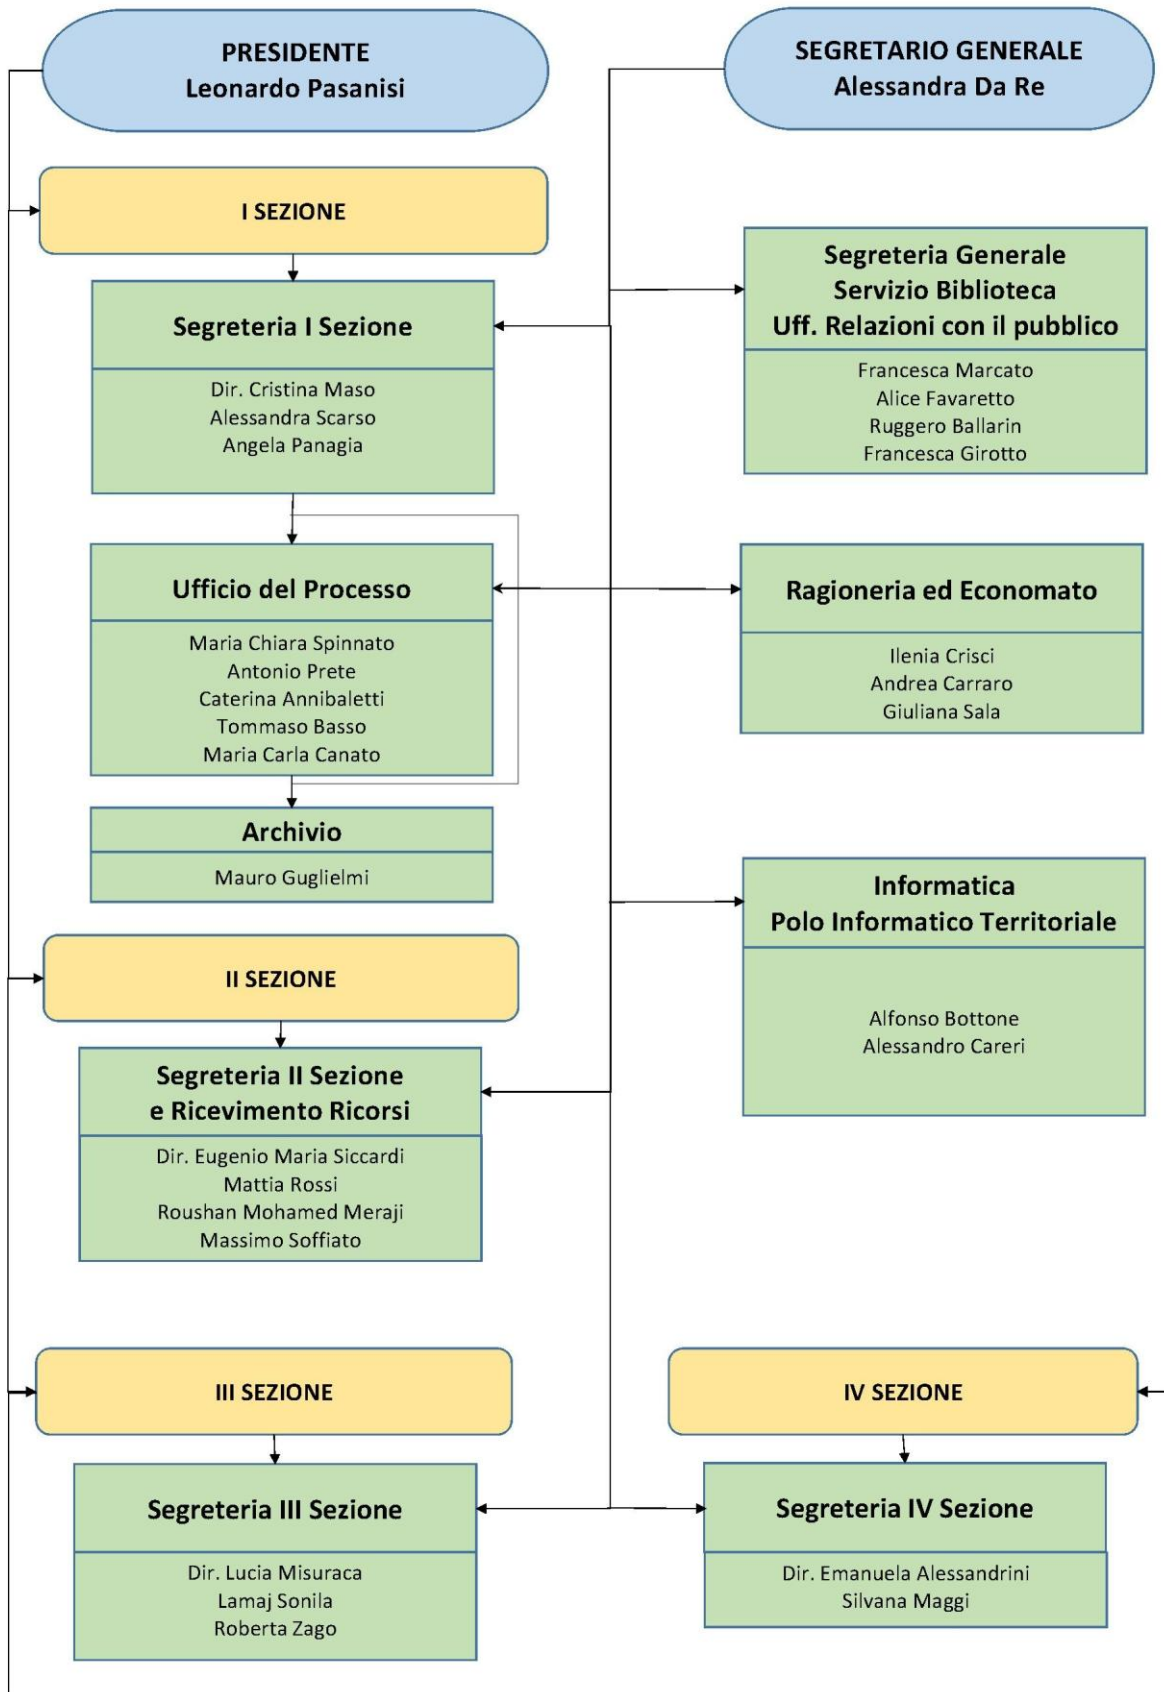 PRESIDENTE
Leonardo Pasanisi
SEGRETARIO GENERALE
Alessandra Da Re
I SEZIONE
Segreteria I Sezione
Dir. Cristina Maso
Alessandra Scarso
Angela Panagia
Segreteria Generale
Servizio Biblioteca
Uff. Relazioni con il pubblico
Francesca Marcato
Alice Favaretto
Ruggero Ballarin
Francesca Girotto
Ufficio del Processo
Maria Chiara Spinnato
Antonio Prete
Caterina Annibaletti
Tommaso Basso
Maria Carla Canato
Ragioneria ed Economato
Ilenia Crisci
Andrea Carraro
Giuliana Sala
Archivio
Mauro Guglielmi
Informatica
Polo Informatico Territoriale
Alfonso Bottone
Alessandro Careri
II SEZIONE
Segreteria II Sezione
e Ricevimento Ricorsi
Dir. Eugenio Maria Siccardi
Mattia Rossi
Roushan Mohamed Meraji
Massimo Soffiato
III SEZIONE
Segreteria III Sezione
Dir. Lucia Misuraca
Lamaj Sonila
Roberta Zago
IV SEZIONE
Segreteria IV Sezione
Dir. Emanuela Alessandrini
Silvana Maggi